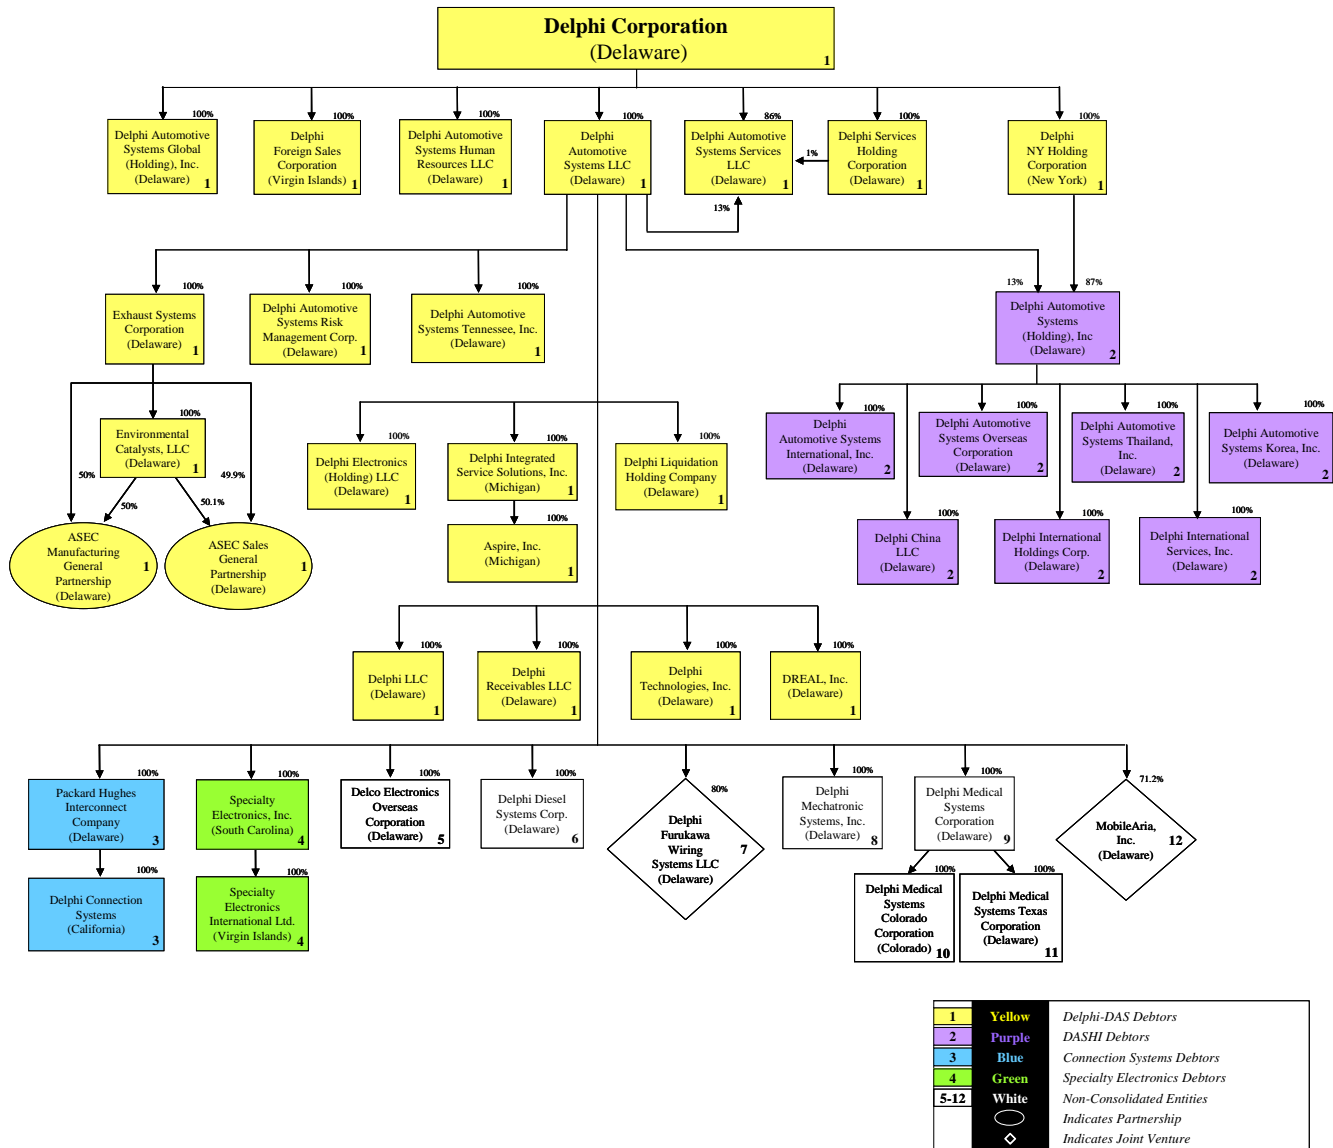 Delphi Corporation
(Delaware)
1
100%
100%
100%
100%
86%
100%
100%
Delphi Automotive
Systems Global
(Holding), Inc.
(Delaware)
1
Delphi
Foreign Sales
Corporation
(Virgin Islands)
1
Delphi Automotive
Systems Human
Resources LLC
(Delaware)
1
Delphi
Automotive
Systems LLC
(Delaware)
1
Delphi Automotive
Systems Services
LLC
(Delaware)
1
1%
Delphi Services
Holding
Corporation
(Delaware)
1
Delphi
NY Holding
Corporation
(New York)
1
13%
100%
100%
100%
13%
87%
Exhaust Systems
Corporation
(Delaware)
1
Delphi Automotive
Systems Risk
Management Corp.
(Delaware)
1
Delphi Automotive
Systems Tennessee, Inc.
(Delaware)
1
Delphi Automotive
Systems
(Holding), Inc
(Delaware)
2
100%
Environmental
Catalysts, LLC
(Delaware)
1
50%
50%
50.1%
49.9%
ASEC
Manufacturing
General
Partnership
(Delaware)
1
ASEC Sales
General
Partnership
(Delaware)
1
100%
100%
100%
Delphi Electronics
(Holding) LLC
(Delaware)
1
Delphi Integrated
Service Solutions, Inc.
(Michigan)
1
Delphi Liquidation
Holding Company
(Delaware)
1
100%
Aspire, Inc.
(Michigan)
1
100%
100%
100%
100%
Delphi
Automotive Systems
International, Inc.
(Delaware)
2
Delphi Automotive
Systems Overseas
Corporation
(Delaware)
2
Delphi Automotive
Systems Thailand,
Inc.
(Delaware)
2
Delphi Automotive
Systems Korea, Inc.
(Delaware)
2
100%
100%
100%
Delphi China
LLC
(Delaware)
2
Delphi International
Holdings Corp.
(Delaware)
2
Delphi International
Services, Inc.
(Delaware)
2
100%
100%
100%
100%
Delphi LLC
(Delaware)
1
Delphi
Receivables LLC
(Delaware)
1
Delphi
Technologies, Inc.
(Delaware)
1
DREAL, Inc.
(Delaware)
1
100%
100%
100%
100%
80%
100%
100%
71.2%
Packard Hughes
Interconnect
Company
(Delaware)
3
Specialty
Electronics, Inc.
(South Carolina)
4
Delco Electronics
Overseas
Corporation
(Delaware)
5
Delphi Diesel
Systems Corp.
(Delaware)
6
Delphi
Furukawa
Wiring
Systems LLC
(Delaware)
7
Delphi
Mechatronic
Systems, Inc.
(Delaware)
8
Delphi Medical
Systems
Corporation
(Delaware)
9
MobileAria,
Inc.
(Delaware)
12
100%
100%
100%
100%
Delphi Connection
Systems
(California)
3
Specialty
Electronics
International Ltd.
(Virgin Islands)
4
Delphi Medical
Systems
Colorado
Corporation
(Colorado)
10
Delphi Medical
Systems Texas
Corporation
(Delaware)
11
1 Yellow Delphi-DAS Debtors
2 Purple DASHI Debtors
3 Blue Connection Systems Debtors
4 Green Specialty Electronics Debtors
5-12 White Non-Consolidated Entities
Indicates Partnership
Indicates Joint Venture